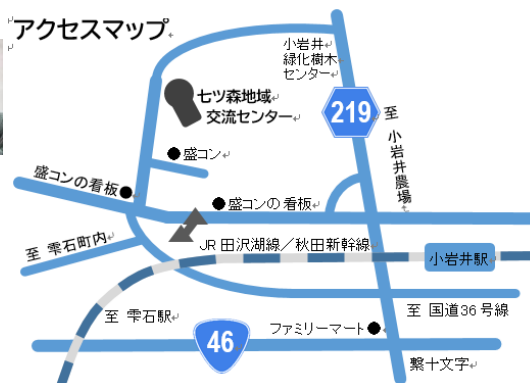 アクセスマップ
小岩井
緑化樹木
センター
七ツ森地域
交流センター
219
至 小岩井農場
盛コン
盛コンの看板
盛コンの看板
至 雫石町内
JR田沢湖線／秋田新幹線
小岩井駅
至 雫石駅
至 国道36号線
46
ファミリーマート
繋十文字